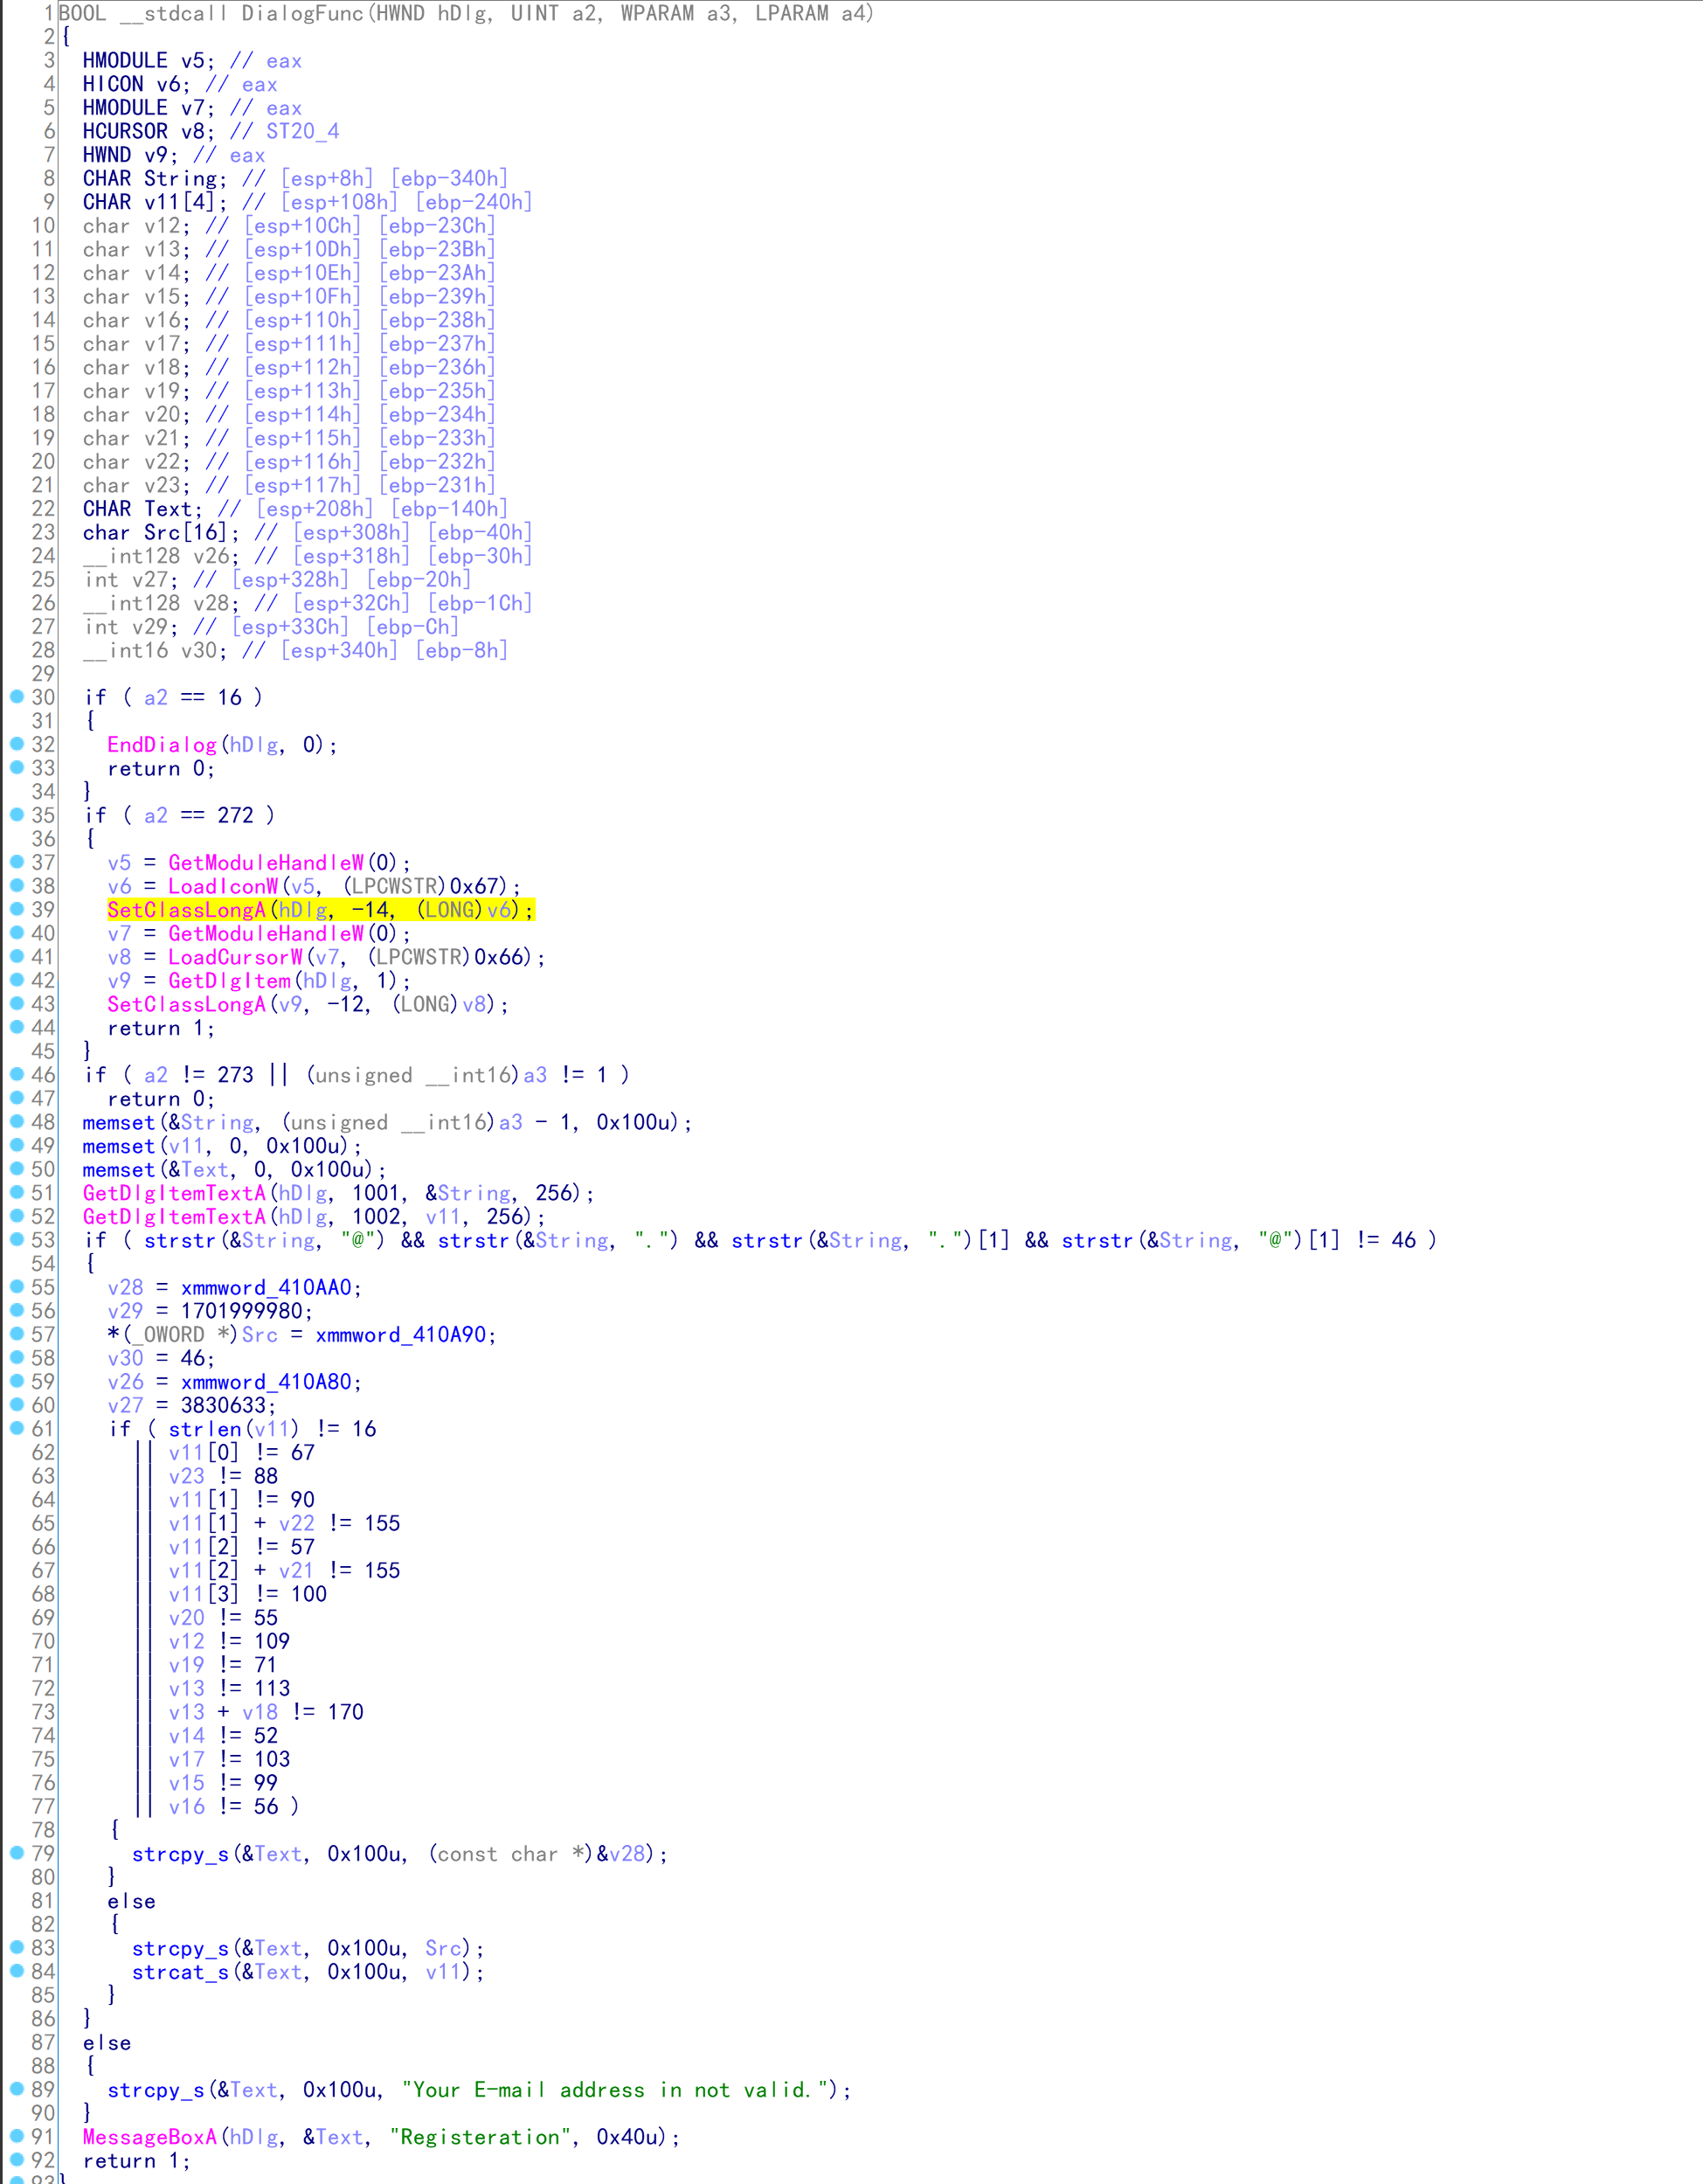 1 BOOL __stdcall DialogFunc(HWND hDlg, UINT a2, WPARAM a3, LPARAM a4)
2 {
3   HMODULE v5; // eax
4   HICON v6; // eax
5   HMODULE v7; // eax
6   HCURSOR v8; // ST20_4
7   HWND v9; // eax
8   CHAR String; // [esp+8h] [ebp-340h]
9   CHAR v11[4]; // [esp+108h] [ebp-240h]
10   char v12; // [esp+10Ch] [ebp-23Ch]
11   char v13; // [esp+10Dh] [ebp-23Bh]
12   char v14; // [esp+10Eh] [ebp-23Ah]
13   char v15; // [esp+10Fh] [ebp-239h]
14   char v16; // [esp+110h] [ebp-238h]
15   char v17; // [esp+111h] [ebp-237h]
16   char v18; // [esp+112h] [ebp-236h]
17   char v19; // [esp+113h] [ebp-235h]
18   char v20; // [esp+114h] [ebp-234h]
19   char v21; // [esp+115h] [ebp-233h]
20   char v22; // [esp+116h] [ebp-232h]
21   char v23; // [esp+117h] [ebp-231h]
22   CHAR Text; // [esp+208h] [ebp-140h]
23   char Src[16]; // [esp+308h] [ebp-40h]
24   __int128 v26; // [esp+318h] [ebp-30h]
25   int v27; // [esp+328h] [ebp-20h]
26   __int128 v28; // [esp+32Ch] [ebp-1Ch]
27   int v29; // [esp+33Ch] [ebp-Ch]
28   __int16 v30; // [esp+340h] [ebp-8h]
29
30   if ( a2 == 16 )
31   {
32     EndDialog(hDlg, 0);
33     return 0;
34   }
35   if ( a2 == 272 )
36   {
37     v5 = GetModuleHandleW(0);
38     v6 = LoadIconW(v5, (LPCWSTR)0x67);
39     SetClassLongA(hDlg, -14, (LONG)v6);
40     v7 = GetModuleHandleW(0);
41     v8 = LoadCursorW(v7, (LPCWSTR)0x66);
42     v9 = GetDlgItem(hDlg, 1);
43     SetClassLongA(v9, -12, (LONG)v8);
44     return 1;
45   }
46   if ( a2 != 273 || (unsigned __int16)a3 != 1 )
47     return 0;
48   memset(&String, (unsigned __int16)a3 - 1, 0x100u);
49   memset(v11, 0, 0x100u);
50   memset(&Text, 0, 0x100u);
51   GetDlgItemTextA(hDlg, 1001, &String, 256);
52   GetDlgItemTextA(hDlg, 1002, v11, 256);
53   if ( strstr(&String, "@") && strstr(&String, ".") && strstr(&String, ".")[1] && strstr(&String, "@")[1] != 46 )
54   {
55     v28 = xmmword_410AA0;
56     v29 = 1701999980;
57     *(_OWORD *)Src = xmmword_410A90;
58     v30 = 46;
59     v26 = xmmword_410A80;
60     v27 = 3830633;
61     if ( strlen(v11) != 16
62       || v11[0] != 67
63       || v23 != 88
64       || v11[1] != 90
65       || v11[1] + v22 != 155
66       || v11[2] != 57
67       || v11[2] + v21 != 155
68       || v11[3] != 100
69       || v20 != 55
70       || v12 != 109
71       || v19 != 71
72       || v13 != 113
73       || v13 + v18 != 170
74       || v14 != 52
75       || v17 != 103
76       || v15 != 99
77       || v16 != 56 )
78     {
79       strcpy_s(&Text, 0x100u, (const char *)&v28);
80     }
81     else
82     {
83       strcpy_s(&Text, 0x100u, Src);
84       strcat_s(&Text, 0x100u, v11);
85     }
86   }
87   else
88   {
89     strcpy_s(&Text, 0x100u, "Your E-mail address in not valid.");
90   }
91   MessageBoxA(hDlg, &Text, "Registeration", 0x40u);
92   return 1;
93 }